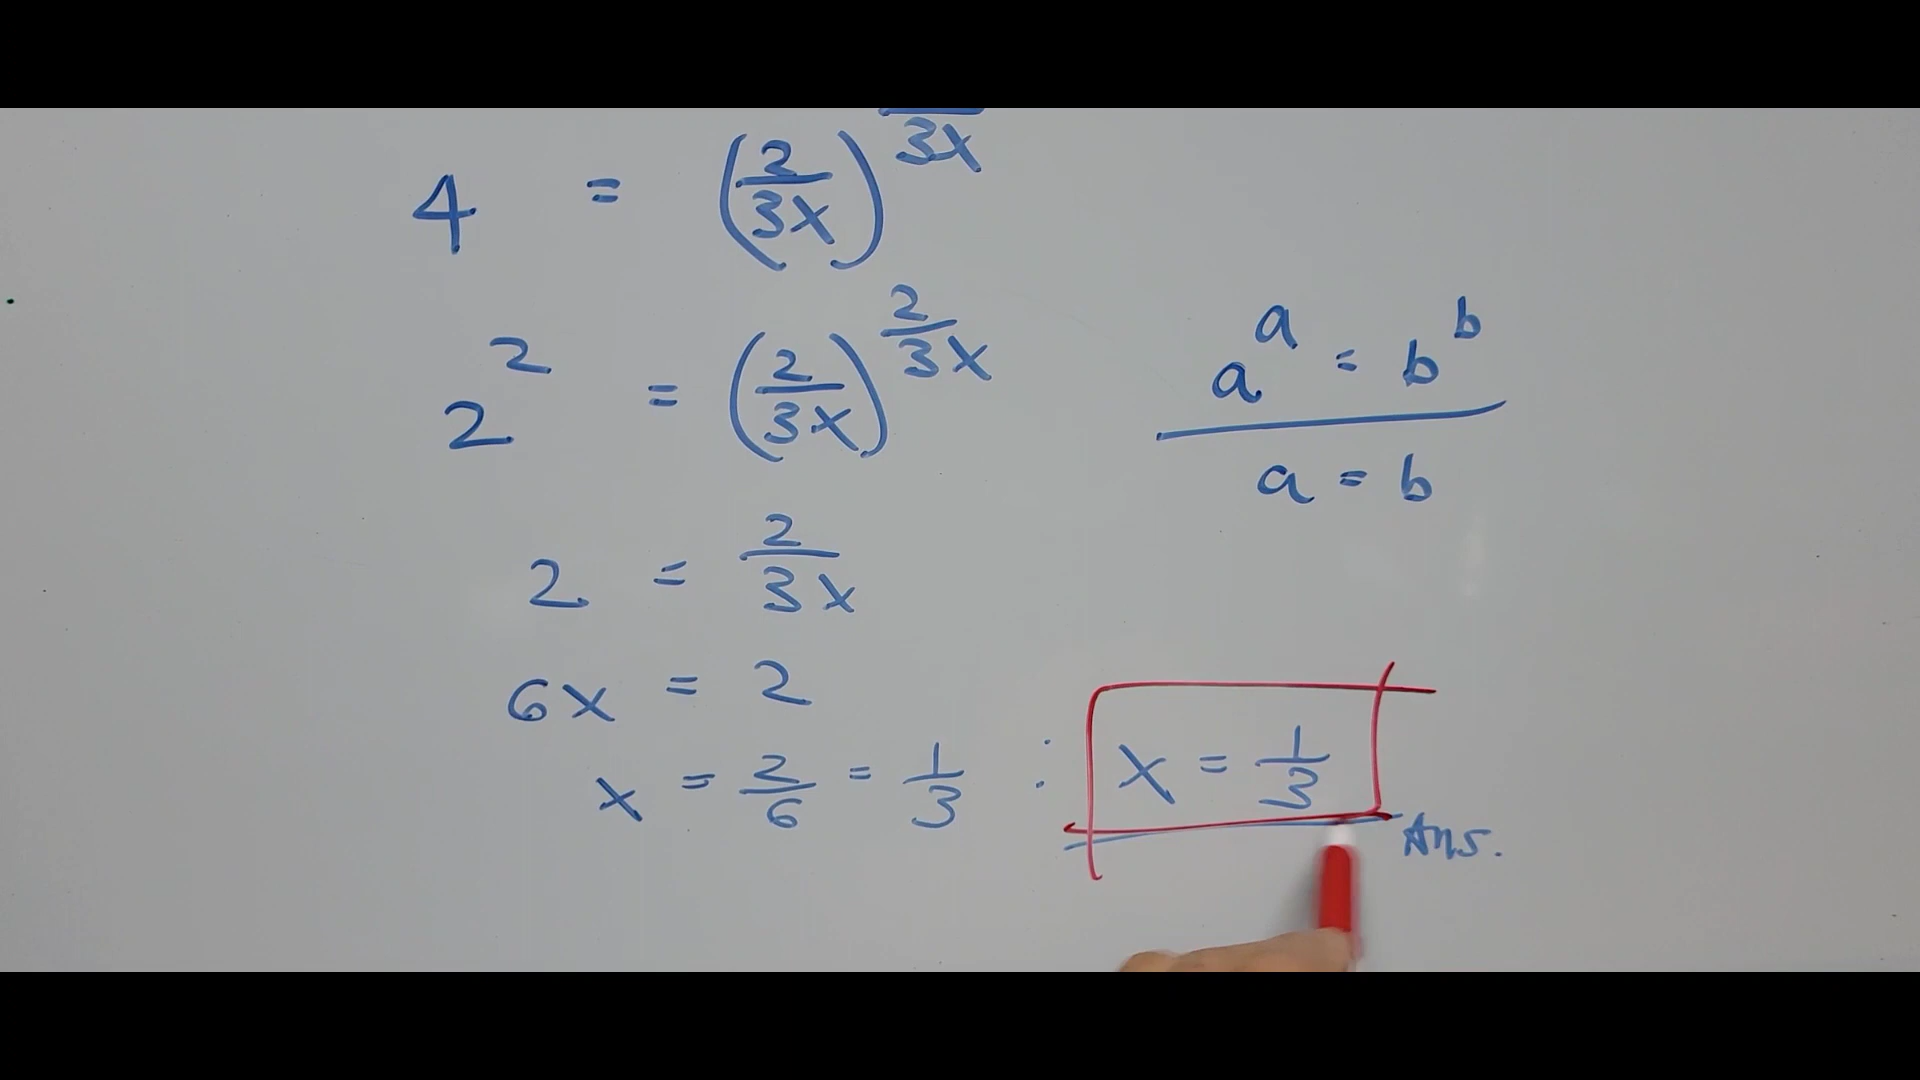 4 = (2/3x)^(/3x)
2^2 = (2/3x)^(2/3x)
a^a = b^b
a = b
2 = 2/3x
6x = 2
x = 2/6 = 1/3 : x = 1/3
Ans.